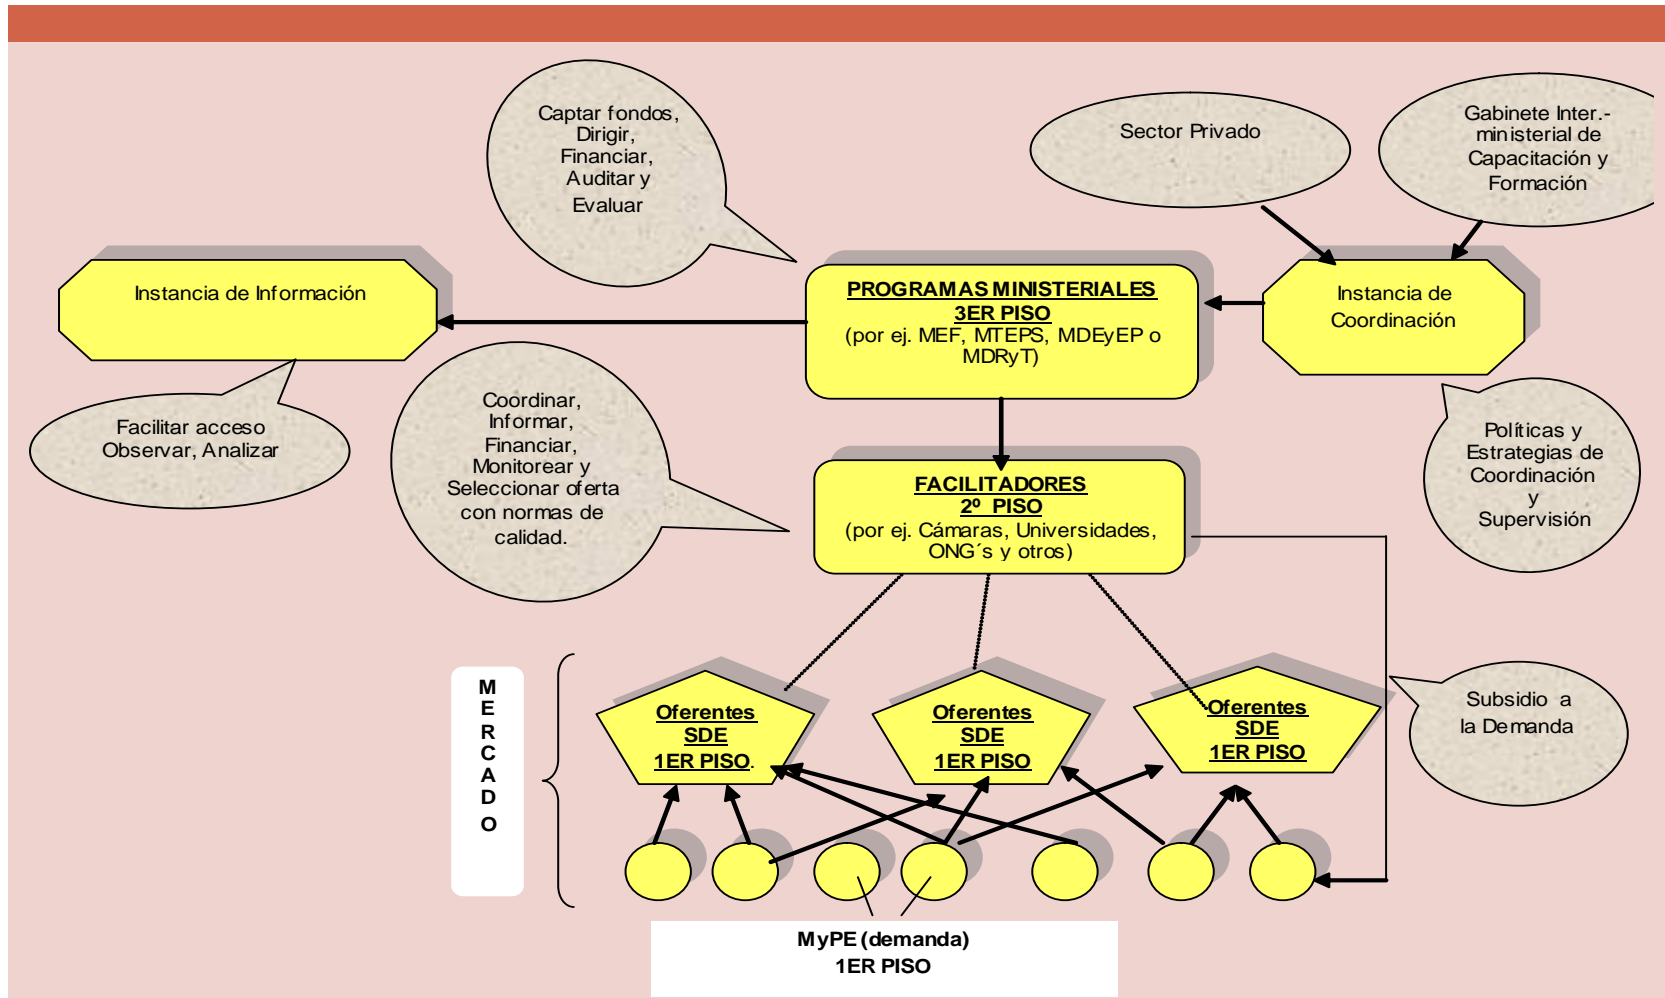 Captar fondos,
Dirigir,
Financiar,
Auditar y
Evaluar
Sector Privado
Gabinete Inter.-
ministerial de
Capacitación y
Formación
Instancia de Información
PROGRAMAS MINISTERIALES
3ER PISO
(por ej. MEF, MTEPS, MDEyEP o
MDRyT)
Instancia de
Coordinación
Facilitar acceso
Observar, Analizar
Coordinar,
Informar,
Financiar,
Monitorear y
Seleccionar oferta
con normas de
calidad.
Políticas y
Estrategias de
Coordinación
y
Supervisión
FACILITADORES
2º PISO
(por ej. Cámaras, Universidades,
ONG´s y otros)
MERCADO
Oferentes
SDE
1ER PISO.
Oferentes
SDE
1ER PISO
Oferentes
SDE
1ER PISO
Subsidio a
la Demanda
MyPE (demanda)
1ER PISO